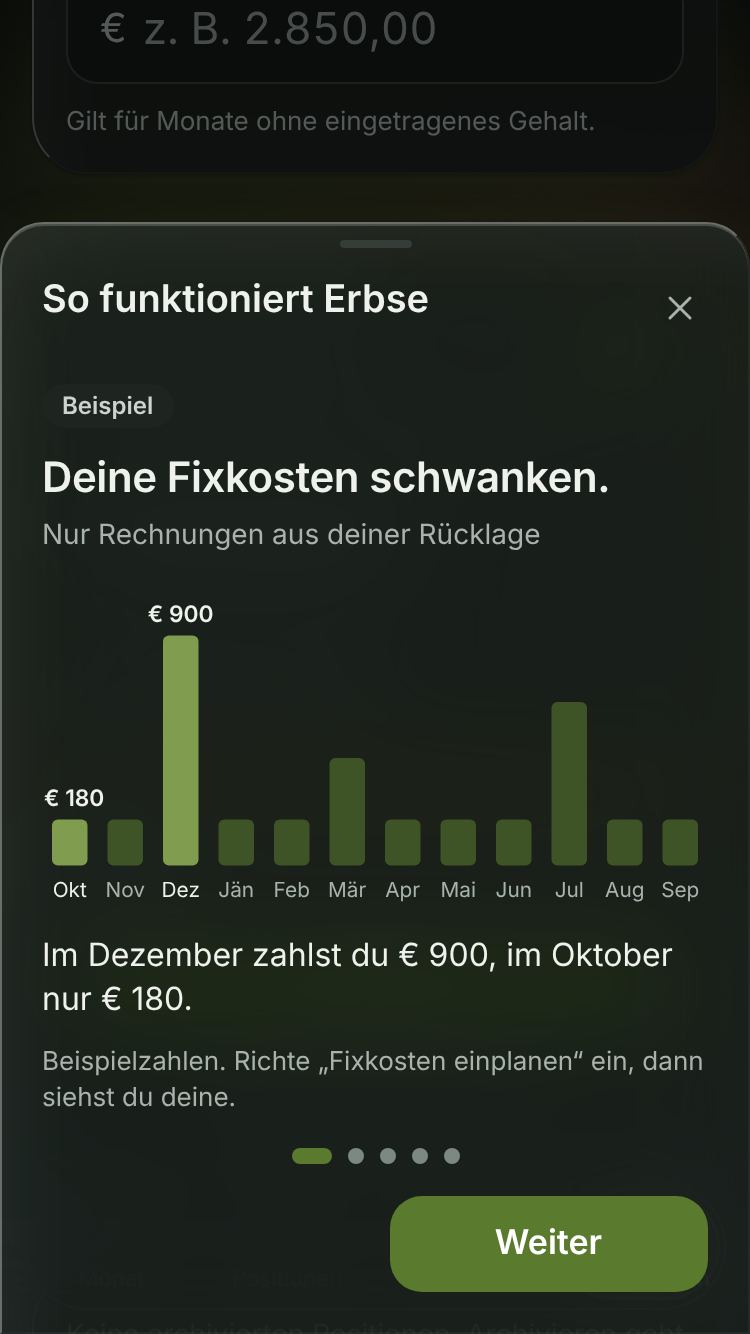 € z. B. 2.850,00
Gilt für Monate ohne eingetragenes Gehalt.
So funktioniert Erbse
Beispiel
Deine Fixkosten schwanken.
Nur Rechnungen aus deiner Rücklage
€ 900
€ 180
Okt Nov Dez Jän Feb Mär Apr Mai Jun Jul Aug Sep
Im Dezember zahlst du € 900, im Oktober
nur € 180.
Beispielzahlen. Richte „Fixkosten einplanen“ ein, dann
siehst du deine.
Weiter